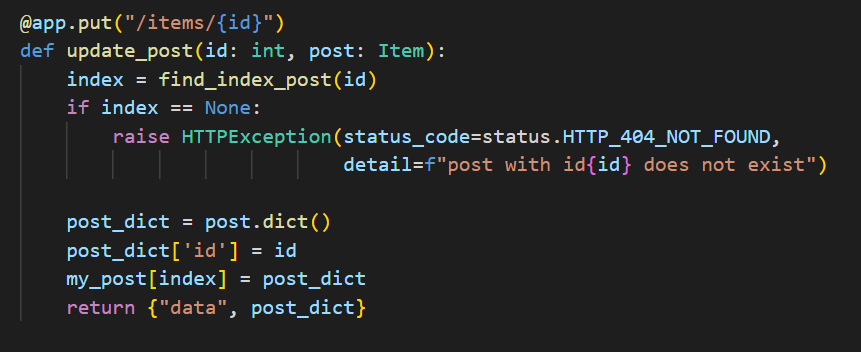 @app.put("/items/{id}")
def update_post(id: int, post: Item):
    index = find_index_post(id)
    if index == None:
        raise HTTPException(status_code=status.HTTP_404_NOT_FOUND,
                            detail=f"post with id{id} does not exist")

    post_dict = post.dict()
    post_dict['id'] = id
    my_post[index] = post_dict
    return {"data", post_dict}